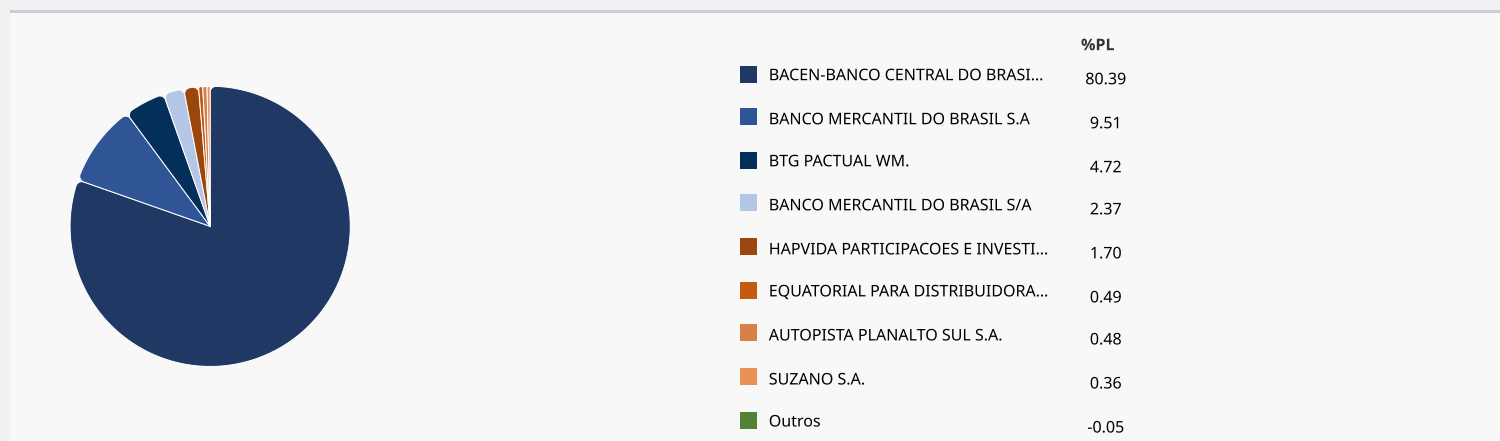 %PL
BACEN-BANCO CENTRAL DO BRASI... 80.39
BANCO MERCANTIL DO BRASIL S.A 9.51
BTG PACTUAL WM. 4.72
BANCO MERCANTIL DO BRASIL S/A 2.37
HAPVIDA PARTICIPACOES E INVESTI... 1.70
EQUATORIAL PARA DISTRIBUIDORA... 0.49
AUTOPISTA PLANALTO SUL S.A. 0.48
SUZANO S.A. 0.36
Outros -0.05